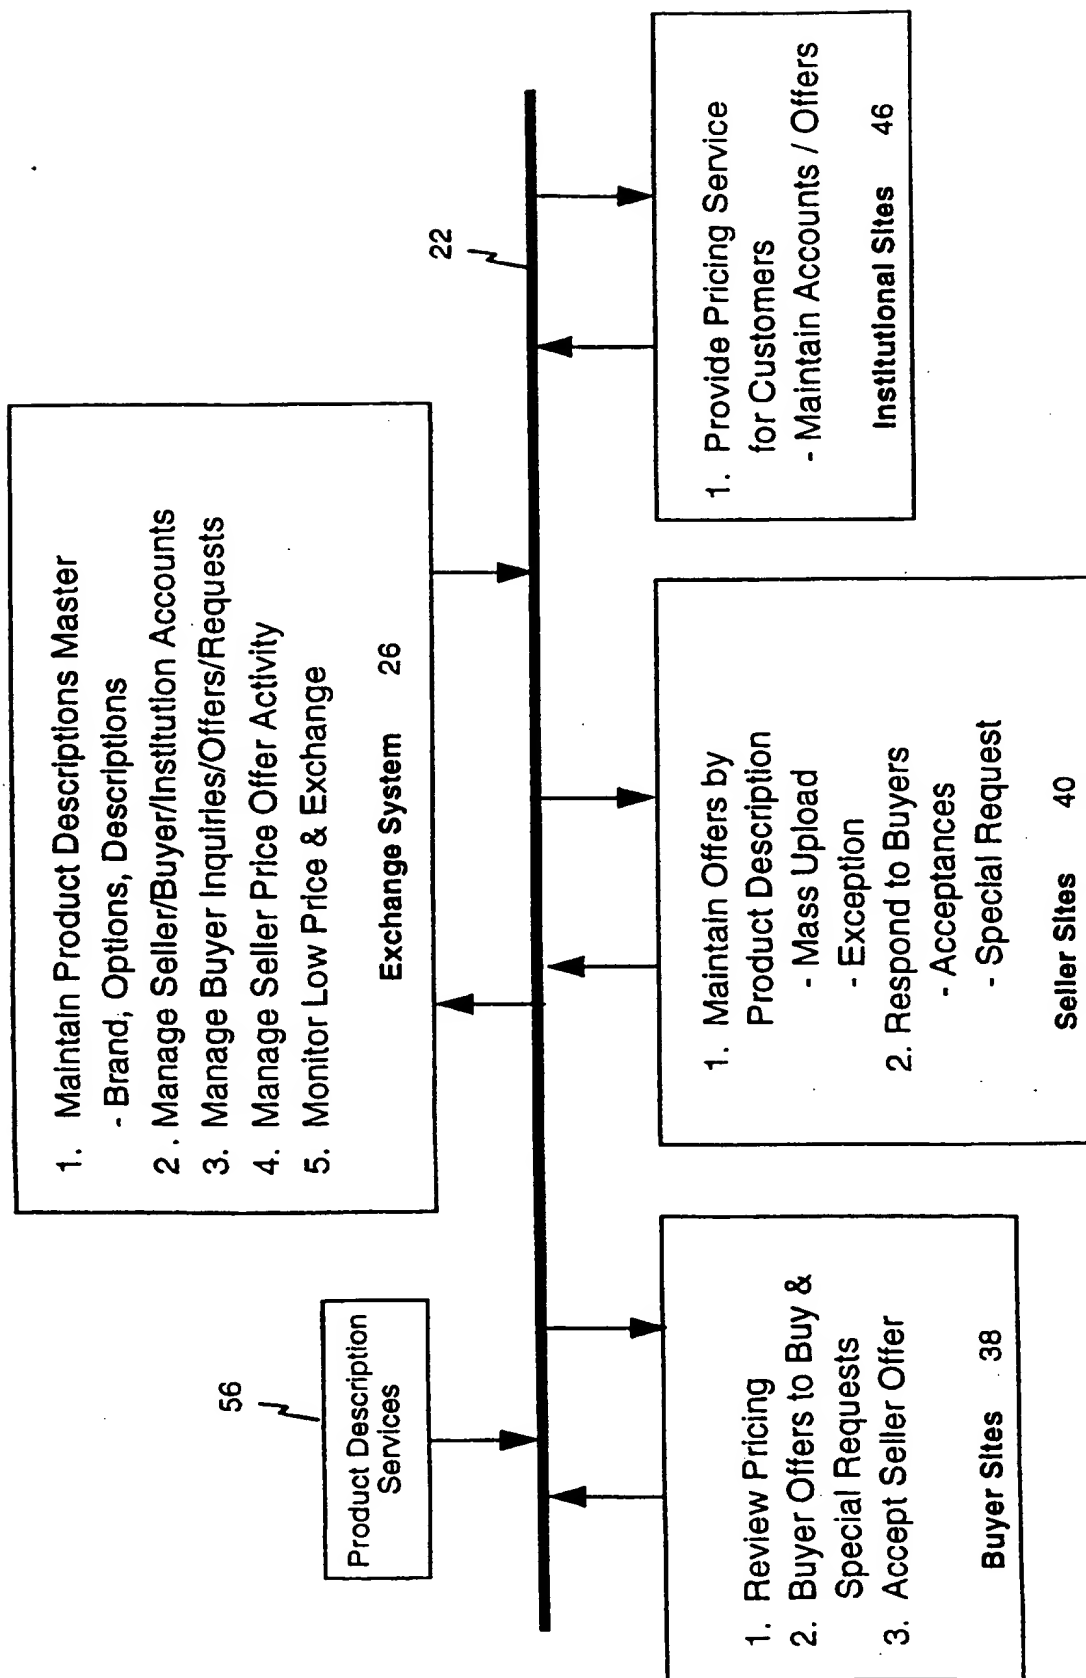 56
Product Description
Services
1. Maintain Product Descriptions Master
- Brand, Options, Descriptions
2. Manage Seller/Buyer/Institution Accounts
3. Manage Buyer Inquiries/Offers/Requests
4. Manage Seller Price Offer Activity
5. Monitor Low Price & Exchange
Exchange System 26
22
1. Review Pricing
2. Buyer Offers to Buy &
Special Requests
3. Accept Seller Offer
Buyer Sites 38
1. Maintain Offers by
Product Description
- Mass Upload
- Exception
2. Respond to Buyers
- Acceptances
- Special Request
Seller Sites 40
1. Provide Pricing Service
for Customers
- Maintain Accounts / Offers
Institutional Sites 46